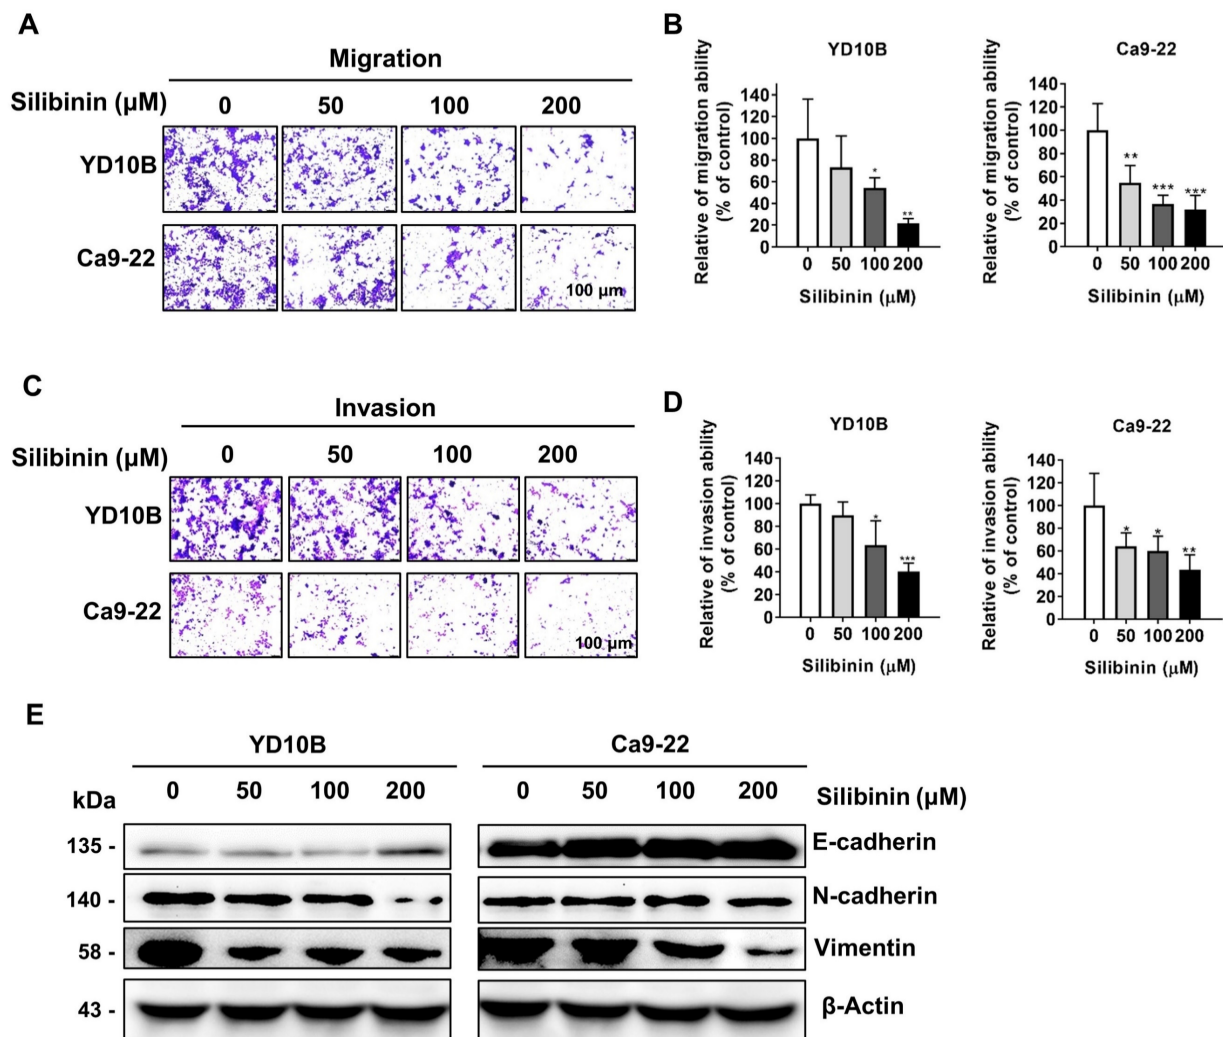 A
Migration
Silibinin (μM) 0 50 100 200
YD10B
Ca9-22
100 μm
B
YD10B
Relative of migration ability
(% of control)
140
120
100
80
60
40
20
0
* **
0 50 100 200
Silibinin (μM)
Ca9-22
Relative of migration ability
(% of control)
140
120
100
80
60
40
20
0
** *** ***
0 50 100 200
Silibinin (μM)
C
Invasion
Silibinin (μM) 0 50 100 200
YD10B
Ca9-22
100 μm
D
YD10B
Relative of invasion ability
(% of control)
140
120
100
80
60
40
20
0
* ***
0 50 100 200
Silibinin (μM)
Ca9-22
Relative of invasion ability
(% of control)
140
120
100
80
60
40
20
0
* * **
0 50 100 200
Silibinin (μM)
E
YD10B Ca9-22
kDa 0 50 100 200 0 50 100 200 Silibinin (μM)
135 - E-cadherin
140 - N-cadherin
58 - Vimentin
43 - β-Actin